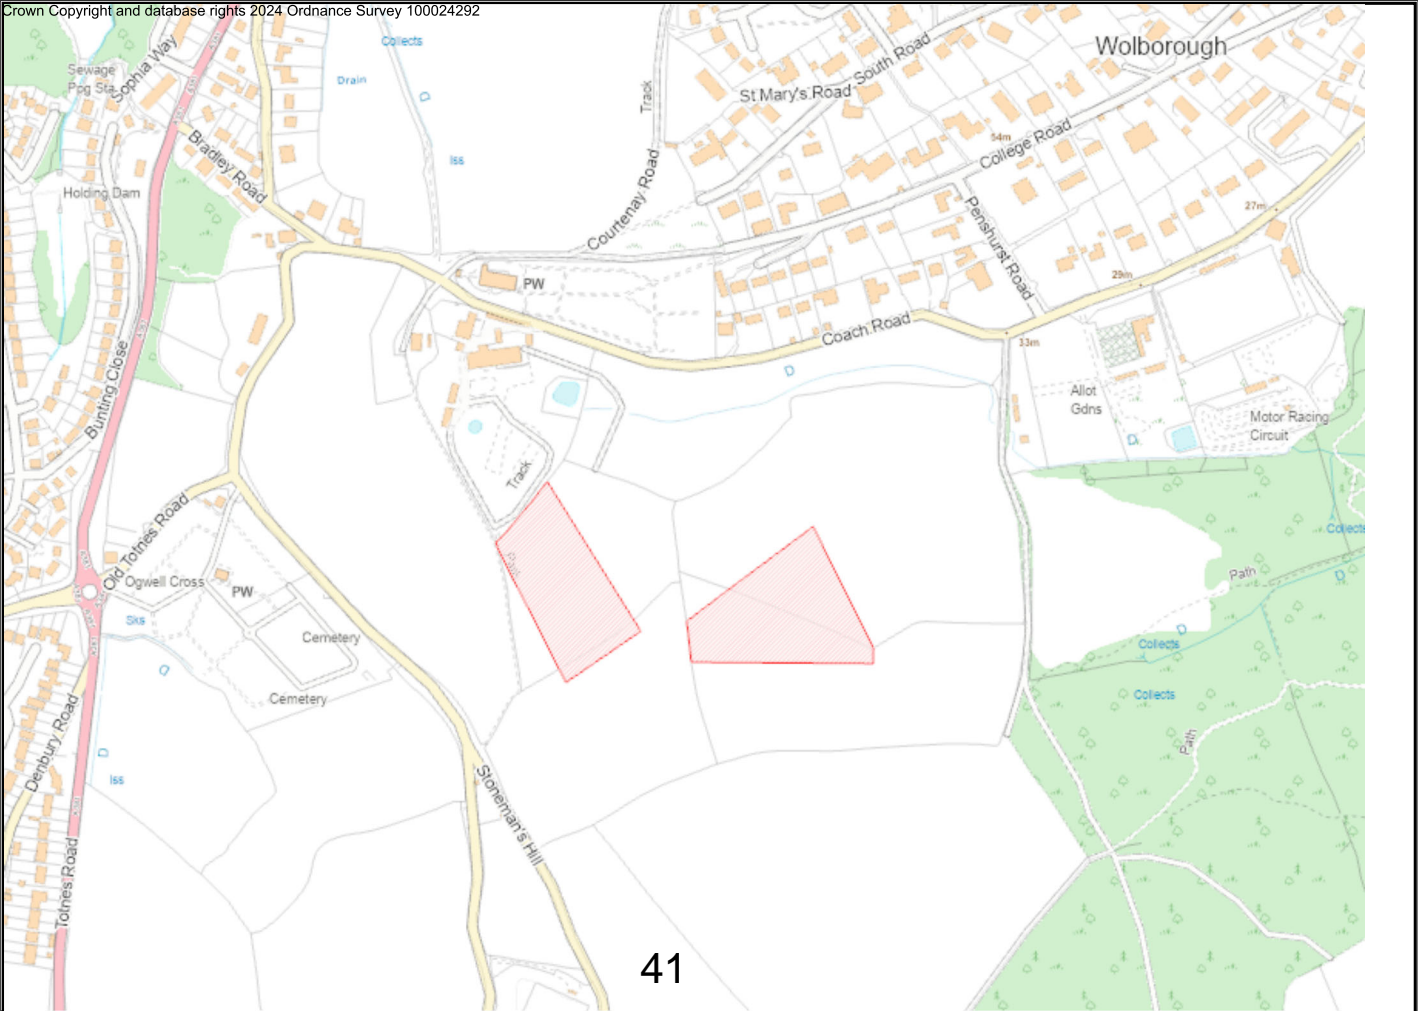 Crown Copyright and database rights 2024 Ordnance Survey 100024292
Wolborough
Collects
Sophia Way
South Road
Sewage
Ppg Sta
Drain
D
Track
St Mary's Road
54m
College Road
Bradley Road
Iss
Holding Dam
Courtenay Road
Penshurst Road
27m
29m
PW
Coach Road
33m
Bunting Close
D
Allot
Gdns
Motor Racing
Circuit
D
Track
Old Totnes Road
Collects
Path
Path
D
Ogwell Cross
PW
Sks
Cemetery
D
Collects
D
Cemetery
Collects
Denbury Road
Path
D
Iss
Stoneman's Hill
Totnes Road
41